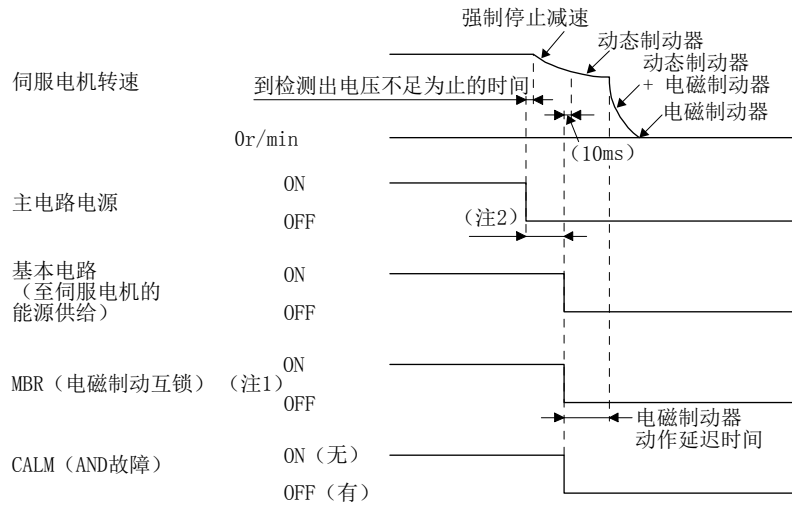 强制停止减速
动态制动器
动态制动器
+ 电磁制动器
电磁制动器
伺服电机转速
到检测出电压不足为止的时间
0r/min
（10ms）
主电路电源
ON
OFF
（注2）
基本电路
（至伺服电机的
能源供给）
ON
OFF
MBR（电磁制动互锁）（注1）
ON
OFF
电磁制动器
动作延迟时间
CALM（AND故障）
ON（无）
OFF（有）